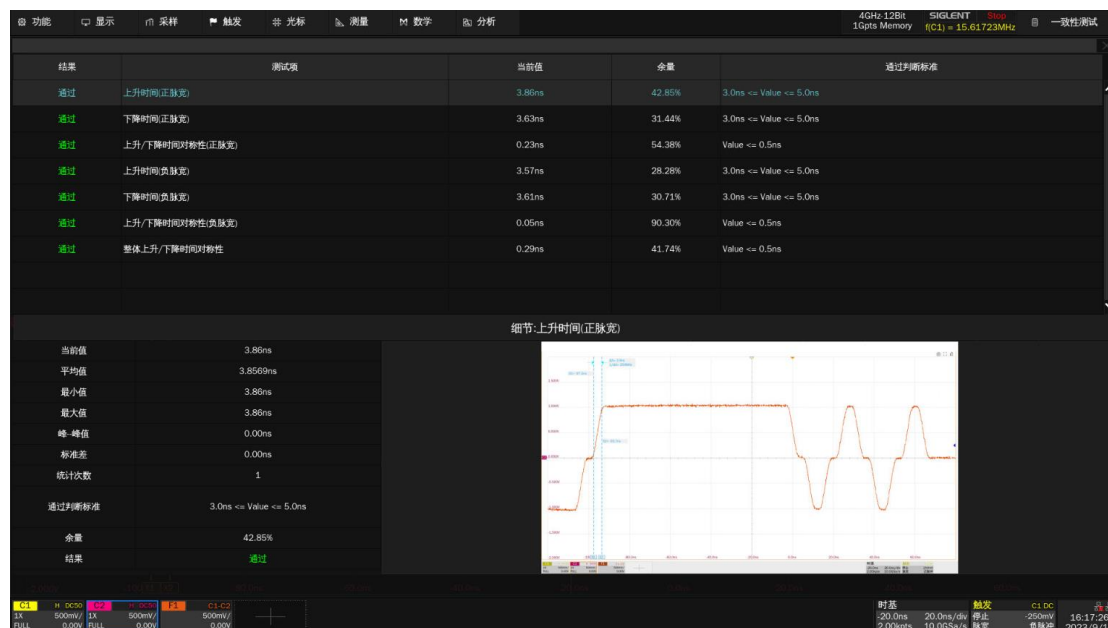 功能 显示 采样 触发 光标 测量 数学 分析 4GHz-12Bit SIGLENT Stop 一致性测试
1Gpts Memory f(C1) = 15.61723MHz
结果 测试项 当前值 余量 通过判断标准
通过 上升时间(正脉宽) 3.86ns 42.85% 3.0ns <= Value <= 5.0ns
通过 下降时间(正脉宽) 3.63ns 31.44% 3.0ns <= Value <= 5.0ns
通过 上升/下降时间对称性(正脉宽) 0.23ns 54.38% Value <= 0.5ns
通过 上升时间(负脉宽) 3.57ns 28.28% 3.0ns <= Value <= 5.0ns
通过 下降时间(负脉宽) 3.61ns 30.71% 3.0ns <= Value <= 5.0ns
通过 上升/下降时间对称性(负脉宽) 0.05ns 90.30% Value <= 0.5ns
通过 整体上升/下降时间对称性 0.29ns 41.74% Value <= 0.5ns
细节:上升时间(正脉宽)
当前值 3.86ns
平均值 3.8569ns
最小值 3.86ns
最大值 3.86ns
峰-峰值 0.00ns
标准差 0.00ns
统计次数 1
通过判断标准 3.0ns <= Value <= 5.0ns
余量 42.85%
结果 通过
C1 H DC50 C2 H DC50 F1 C1-C2 时基 触发 C1 DC
1X 500mV/ 1X 500mV/ 500mV/ -20.0ns 20.0ns/div 停止 -250mV 16:17:26
FULL 0.00V FULL 0.00V 0.00V 2.00kpts 10.0GSa/s 脉宽 负脉冲